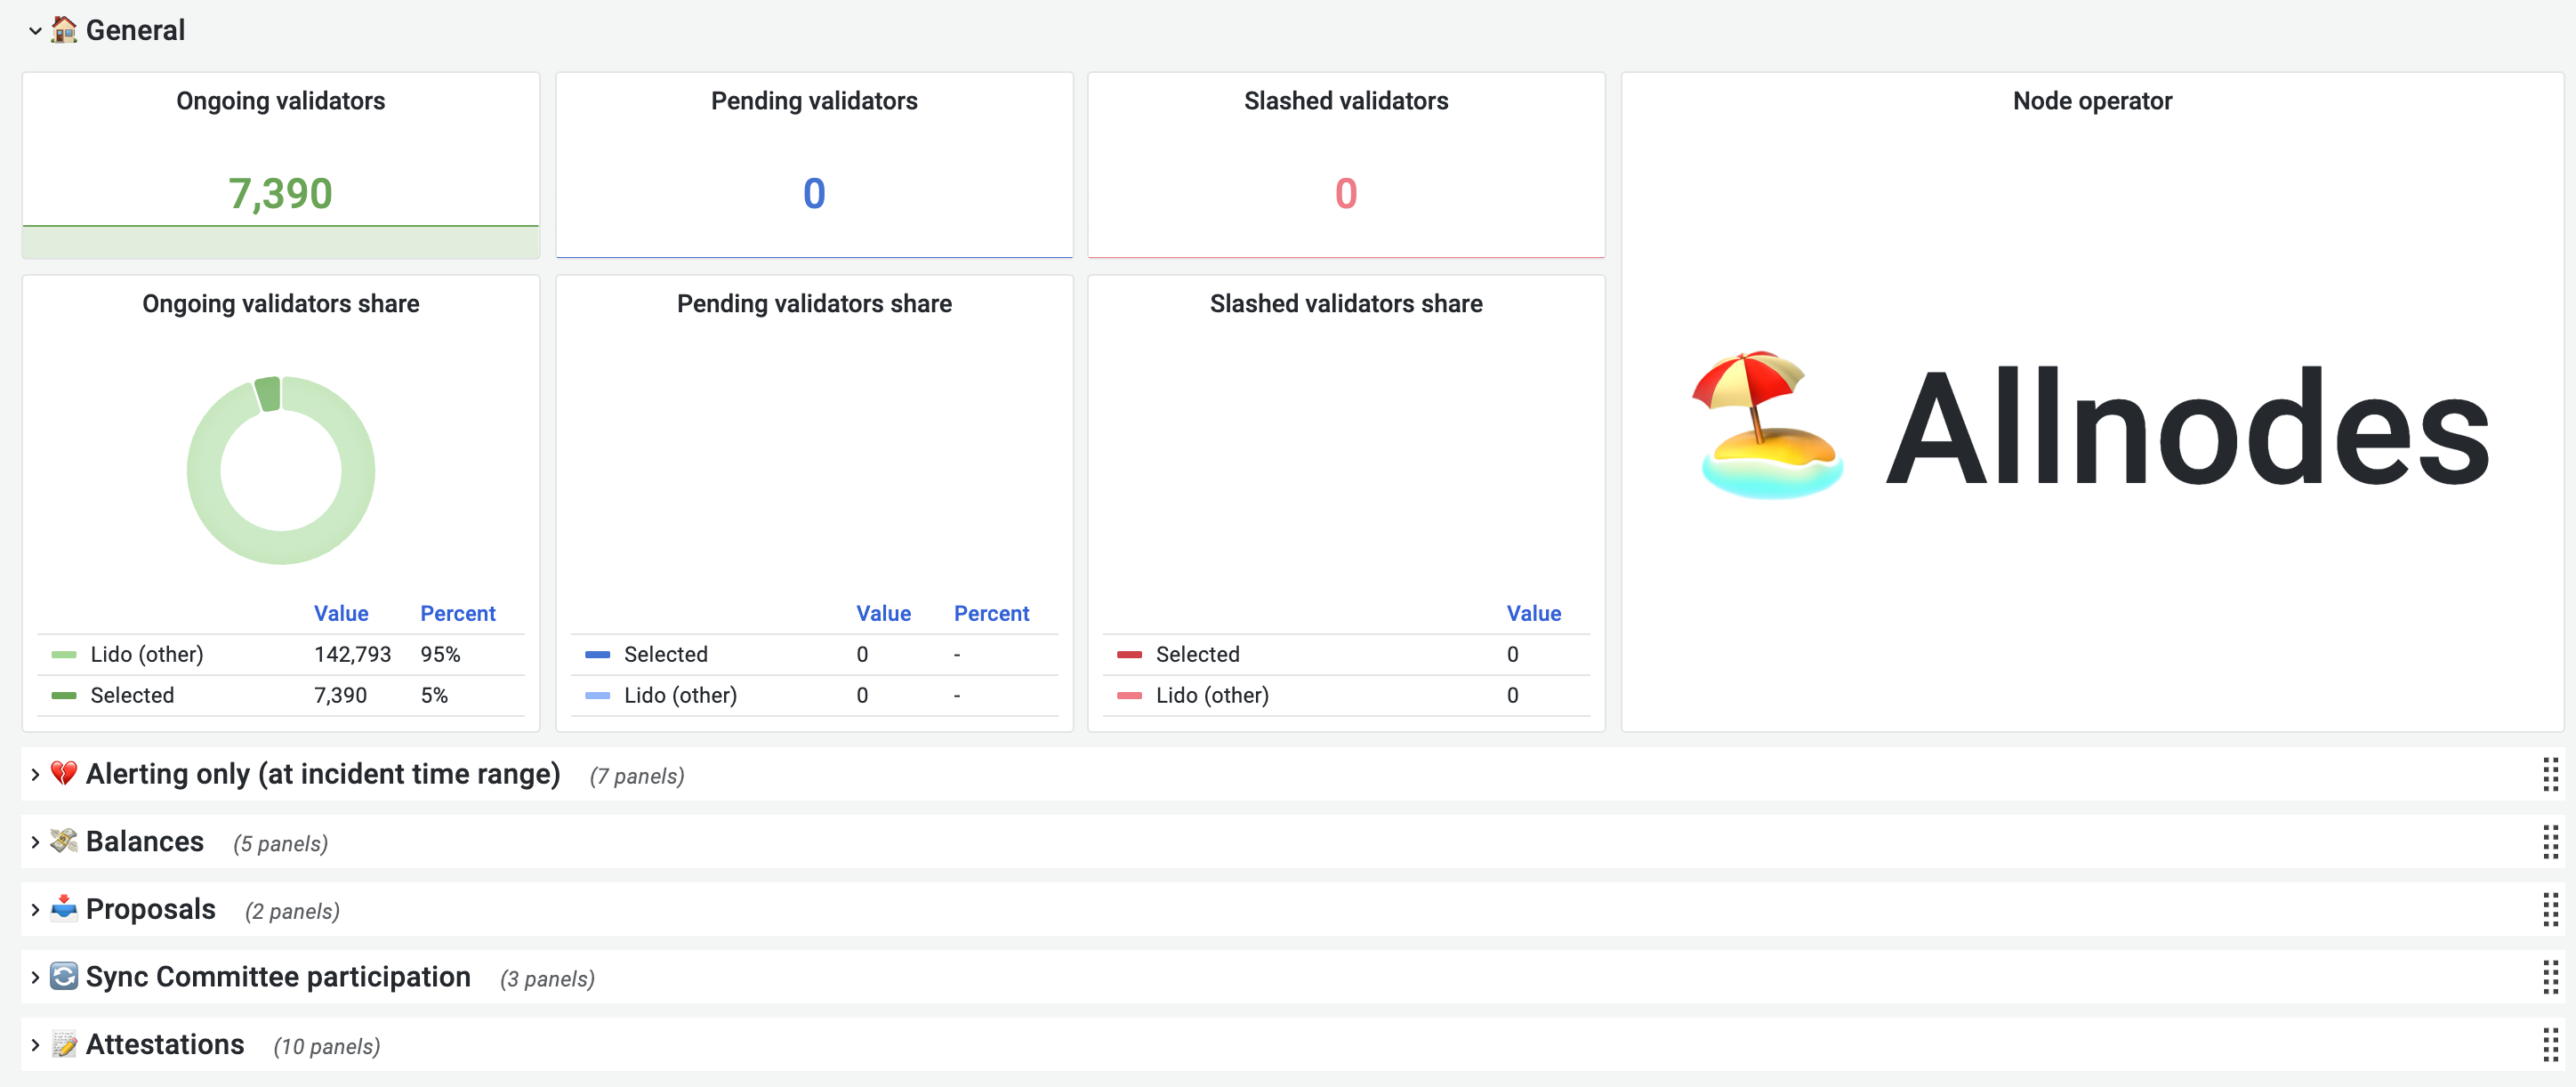 General
Ongoing validators
7,390
Pending validators
0
Slashed validators
0
Node operator
Allnodes
Ongoing validators share
Value Percent
Lido (other) 142,793 95%
Selected 7,390 5%
Pending validators share
Value Percent
Selected 0 -
Lido (other) 0 -
Slashed validators share
Value
Selected 0
Lido (other) 0
Alerting only (at incident time range) (7 panels)
Balances (5 panels)
Proposals (2 panels)
Sync Committee participation (3 panels)
Attestations (10 panels)